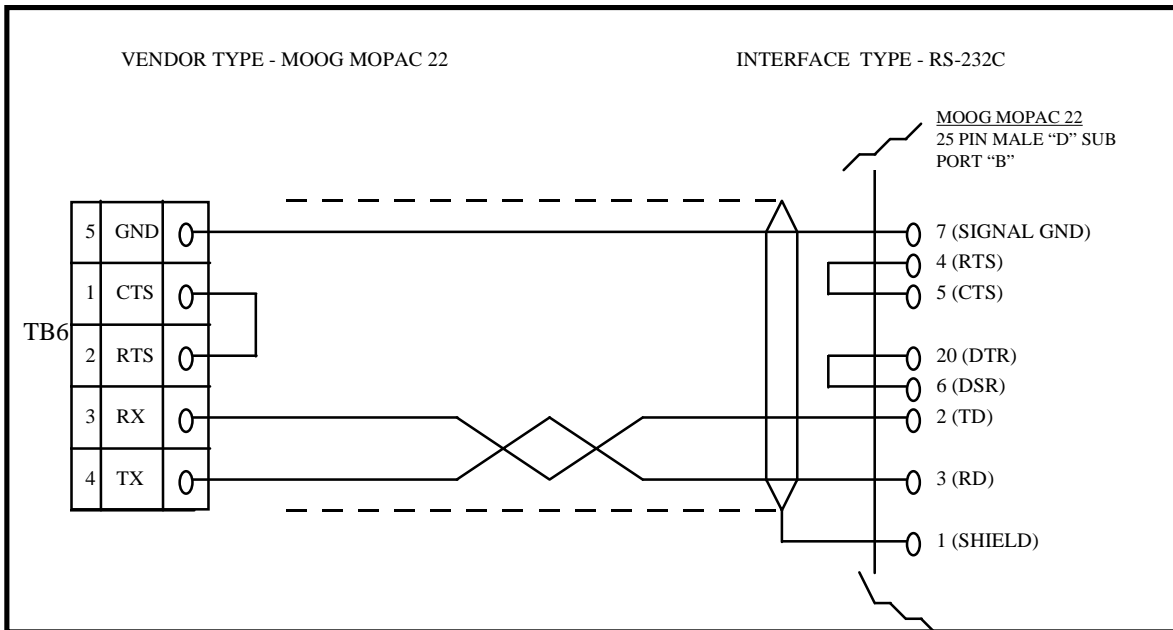 VENDOR TYPE - MOOG MOPAC 22
INTERFACE TYPE - RS-232C
MOOG MOPAC 22
25 PIN MALE “D” SUB
PORT “B”
TB6
5 GND
1 CTS
2 RTS
3 RX
4 TX
7 (SIGNAL GND)
4 (RTS)
5 (CTS)
20 (DTR)
6 (DSR)
2 (TD)
3 (RD)
1 (SHIELD)